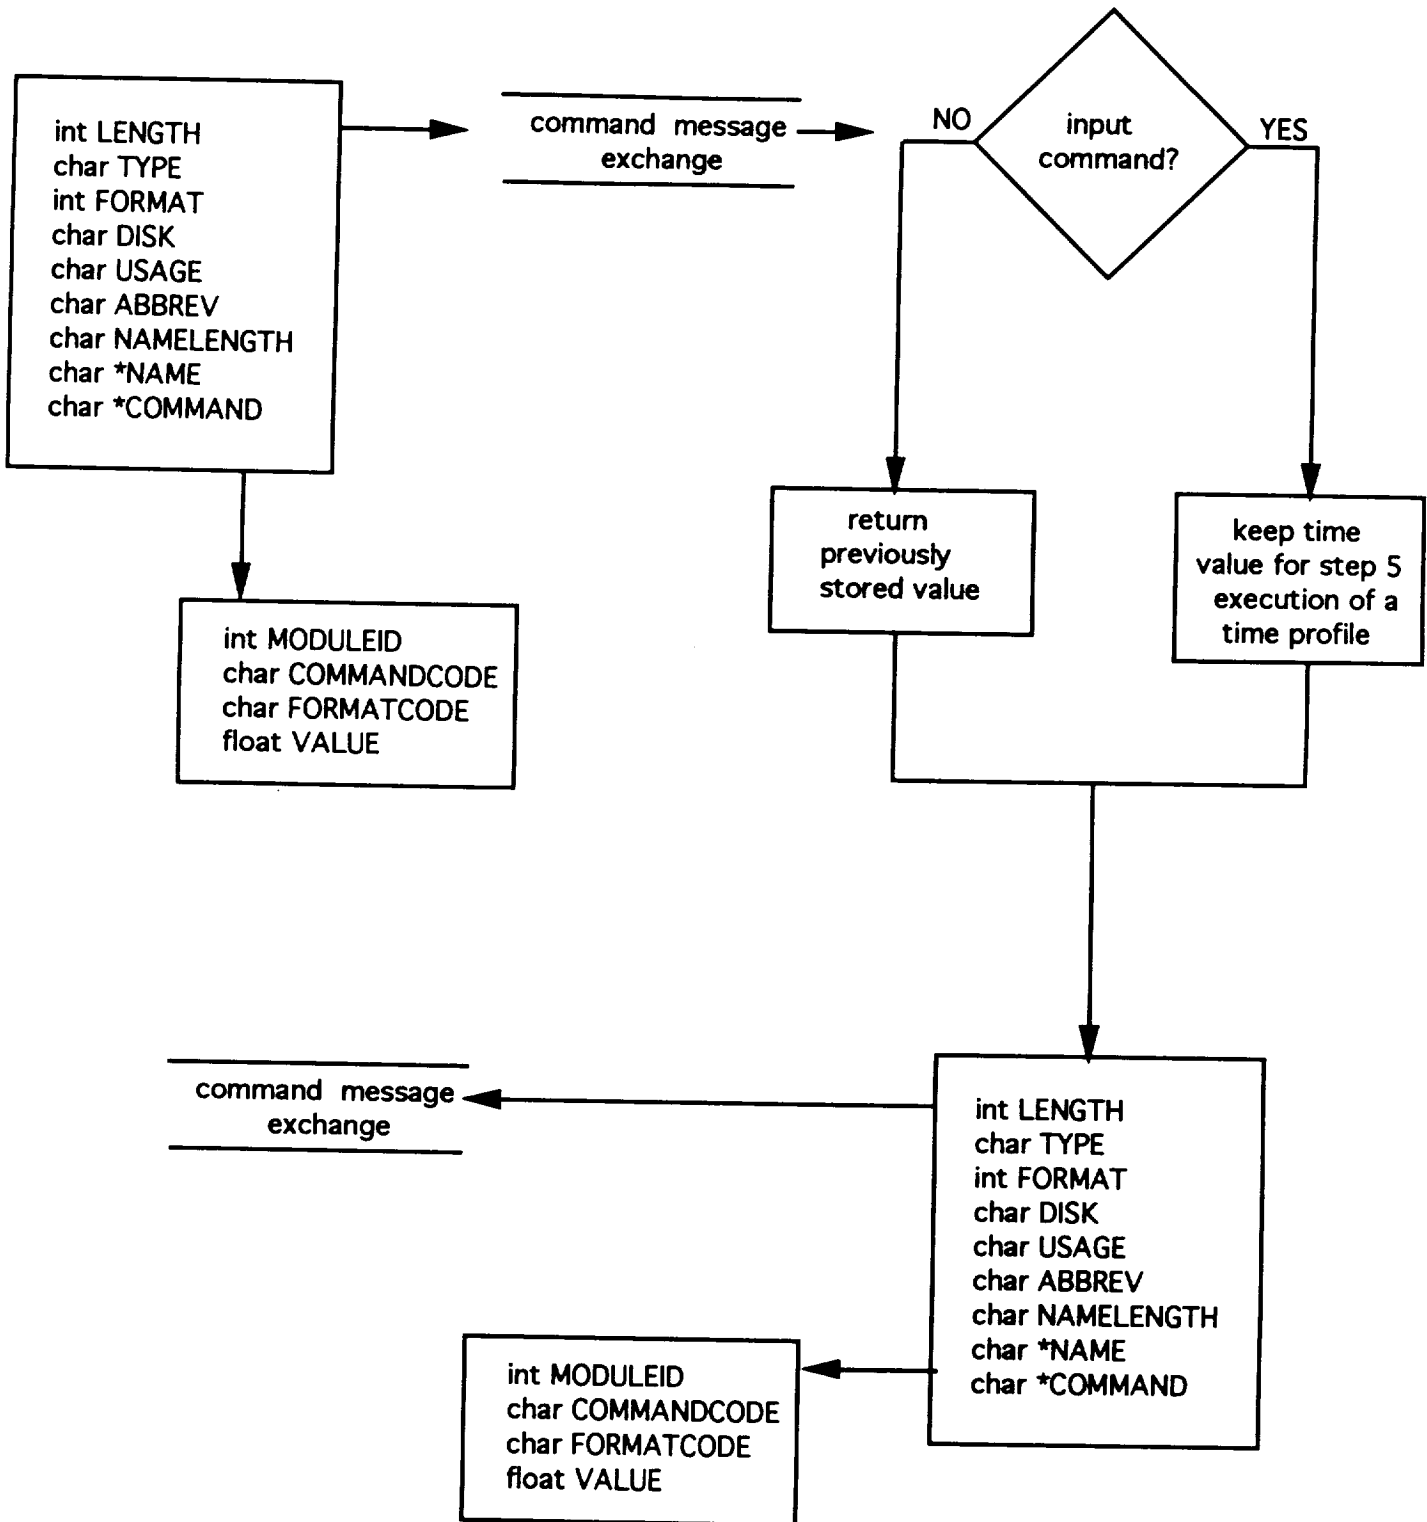 int LENGTH
char TYPE
int FORMAT
char DISK
char USAGE
char ABBREV
char NAMELENGTH
char *NAME
char *COMMAND
command message
exchange
NO
input
command?
YES
int MODULEID
char COMMANDCODE
char FORMATCODE
float VALUE
return
previously
stored value
keep time
value for step 5
execution of a
time profile
command message
exchange
int LENGTH
char TYPE
int FORMAT
char DISK
char USAGE
char ABBREV
char NAMELENGTH
char *NAME
char *COMMAND
int MODULEID
char COMMANDCODE
char FORMATCODE
float VALUE